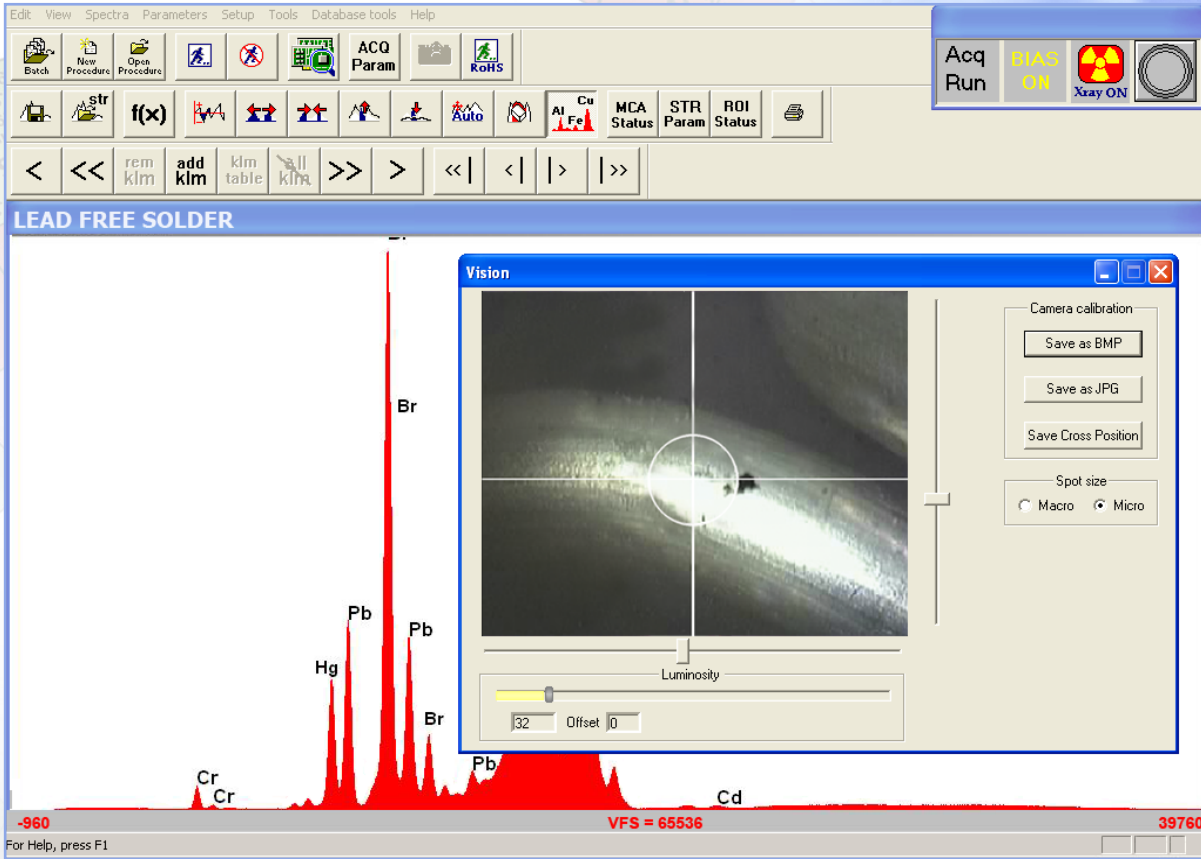 Edit View Spectra Parameters Setup Tools Database tools Help
Batch
New Procedure
Open Procedure
ACQ Param
RoHS
Acq Run
BIAS ON
Xray ON
str
f(x)
Auto
Al Fe Cu
MCA Status
STR Param
ROI Status
< <<
rem klm
add klm
klm table
all klm
>> > <<| <| |> |>>
LEAD FREE SOLDER
Vision
Camera calibration
Save as BMP
Save as JPG
Save Cross Position
Spot size
Macro Micro
Luminosity
32 Offset 0
Br
Pb
Pb
Hg
Br
Pb
Cr
Cr
Cd
-960 VFS = 65536 39760
For Help, press F1